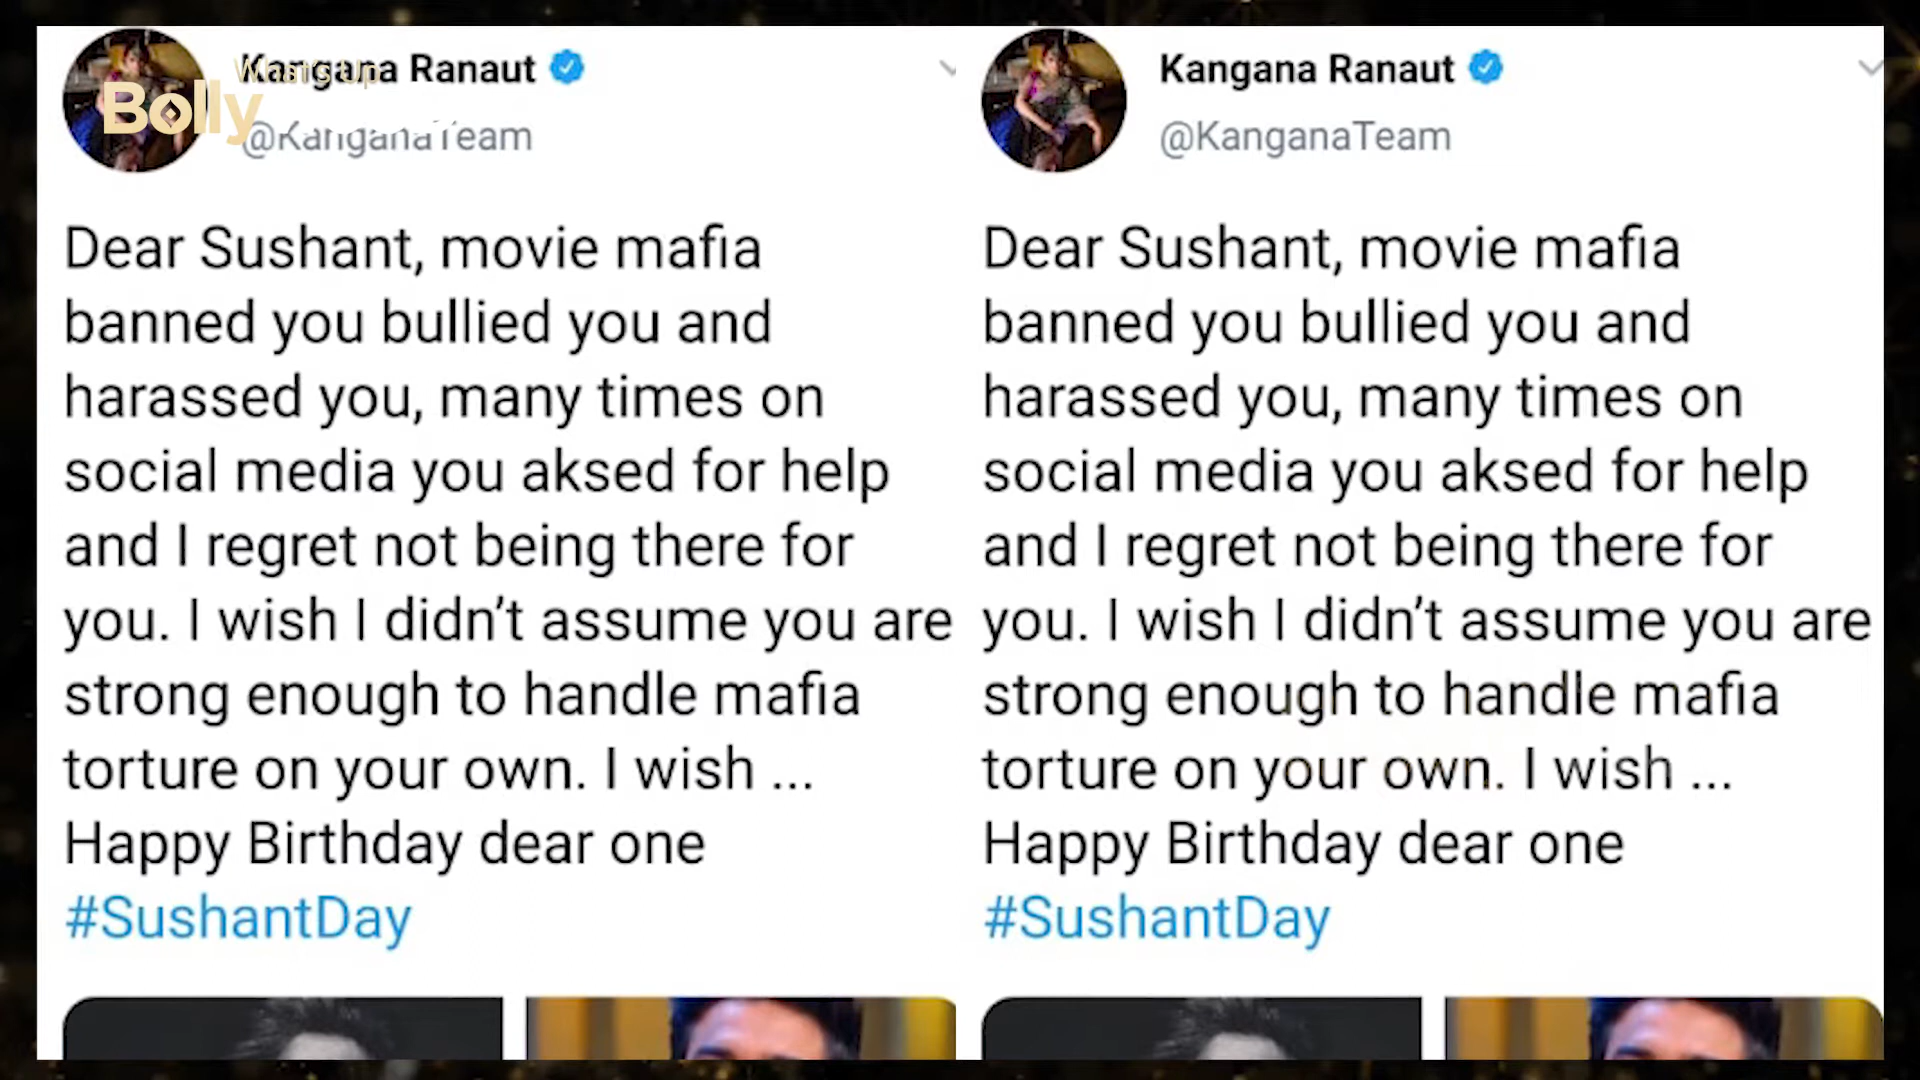 What's Up
Bolly
Kangana Ranaut
@KanganaTeam
Dear Sushant, movie mafia
banned you bullied you and
harassed you, many times on
social media you aksed for help
and I regret not being there for
you. I wish I didn't assume you are
strong enough to handle mafia
torture on your own. I wish ...
Happy Birthday dear one
#SushantDay
Kangana Ranaut
@KanganaTeam
Dear Sushant, movie mafia
banned you bullied you and
harassed you, many times on
social media you aksed for help
and I regret not being there for
you. I wish I didn't assume you are
strong enough to handle mafia
torture on your own. I wish ...
Happy Birthday dear one
#SushantDay